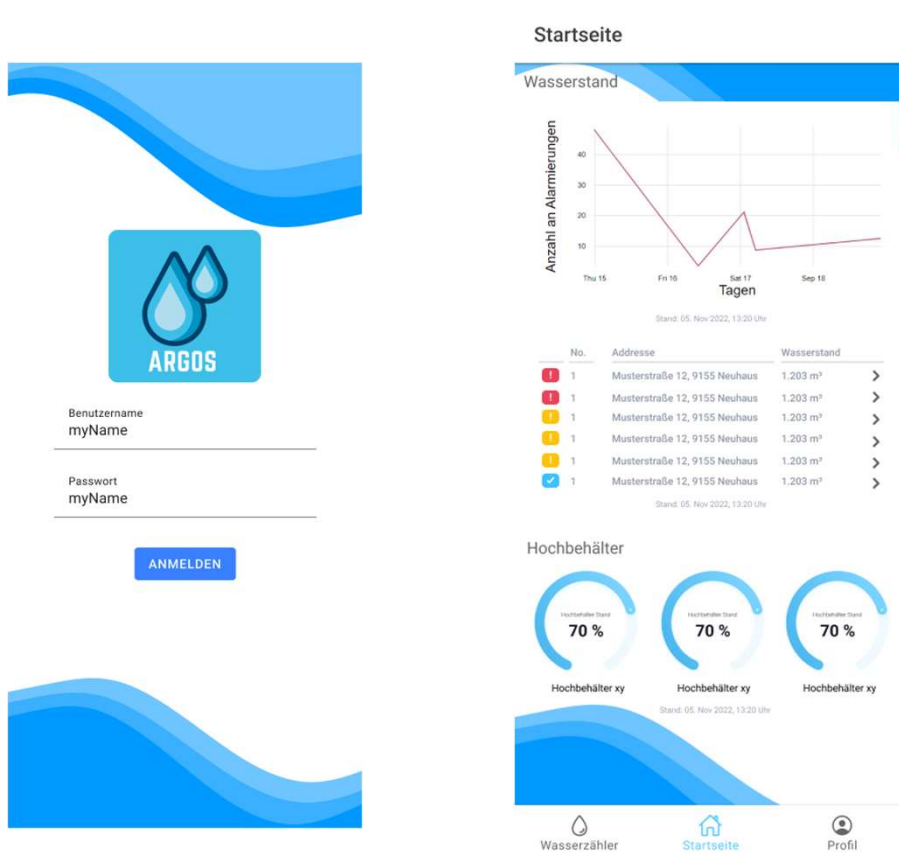 ARGOS
Benutzername
myName
Passwort
myName
ANMELDEN
Startseite
Wasserstand
Anzahl an Alarmierungen
40
30
20
10
Thu 15 Fri 16 Sat 17 Sep 18
Tagen
Stand: 05. Nov 2022, 13:20 Uhr
No. Addresse Wasserstand
! 1 Musterstraße 12, 9155 Neuhaus 1.203 m³
! 1 Musterstraße 12, 9155 Neuhaus 1.203 m³
! 1 Musterstraße 12, 9155 Neuhaus 1.203 m³
! 1 Musterstraße 12, 9155 Neuhaus 1.203 m³
! 1 Musterstraße 12, 9155 Neuhaus 1.203 m³
1 Musterstraße 12, 9155 Neuhaus 1.203 m³
Stand: 05. Nov 2022, 13:20 Uhr
Hochbehälter
Hochbehälter Stand Hochbehälter Stand Hochbehälter Stand
70 % 70 % 70 %
Hochbehälter xy Hochbehälter xy Hochbehälter xy
Stand: 05. Nov 2022, 13:20 Uhr
Wasserzähler Startseite Profil